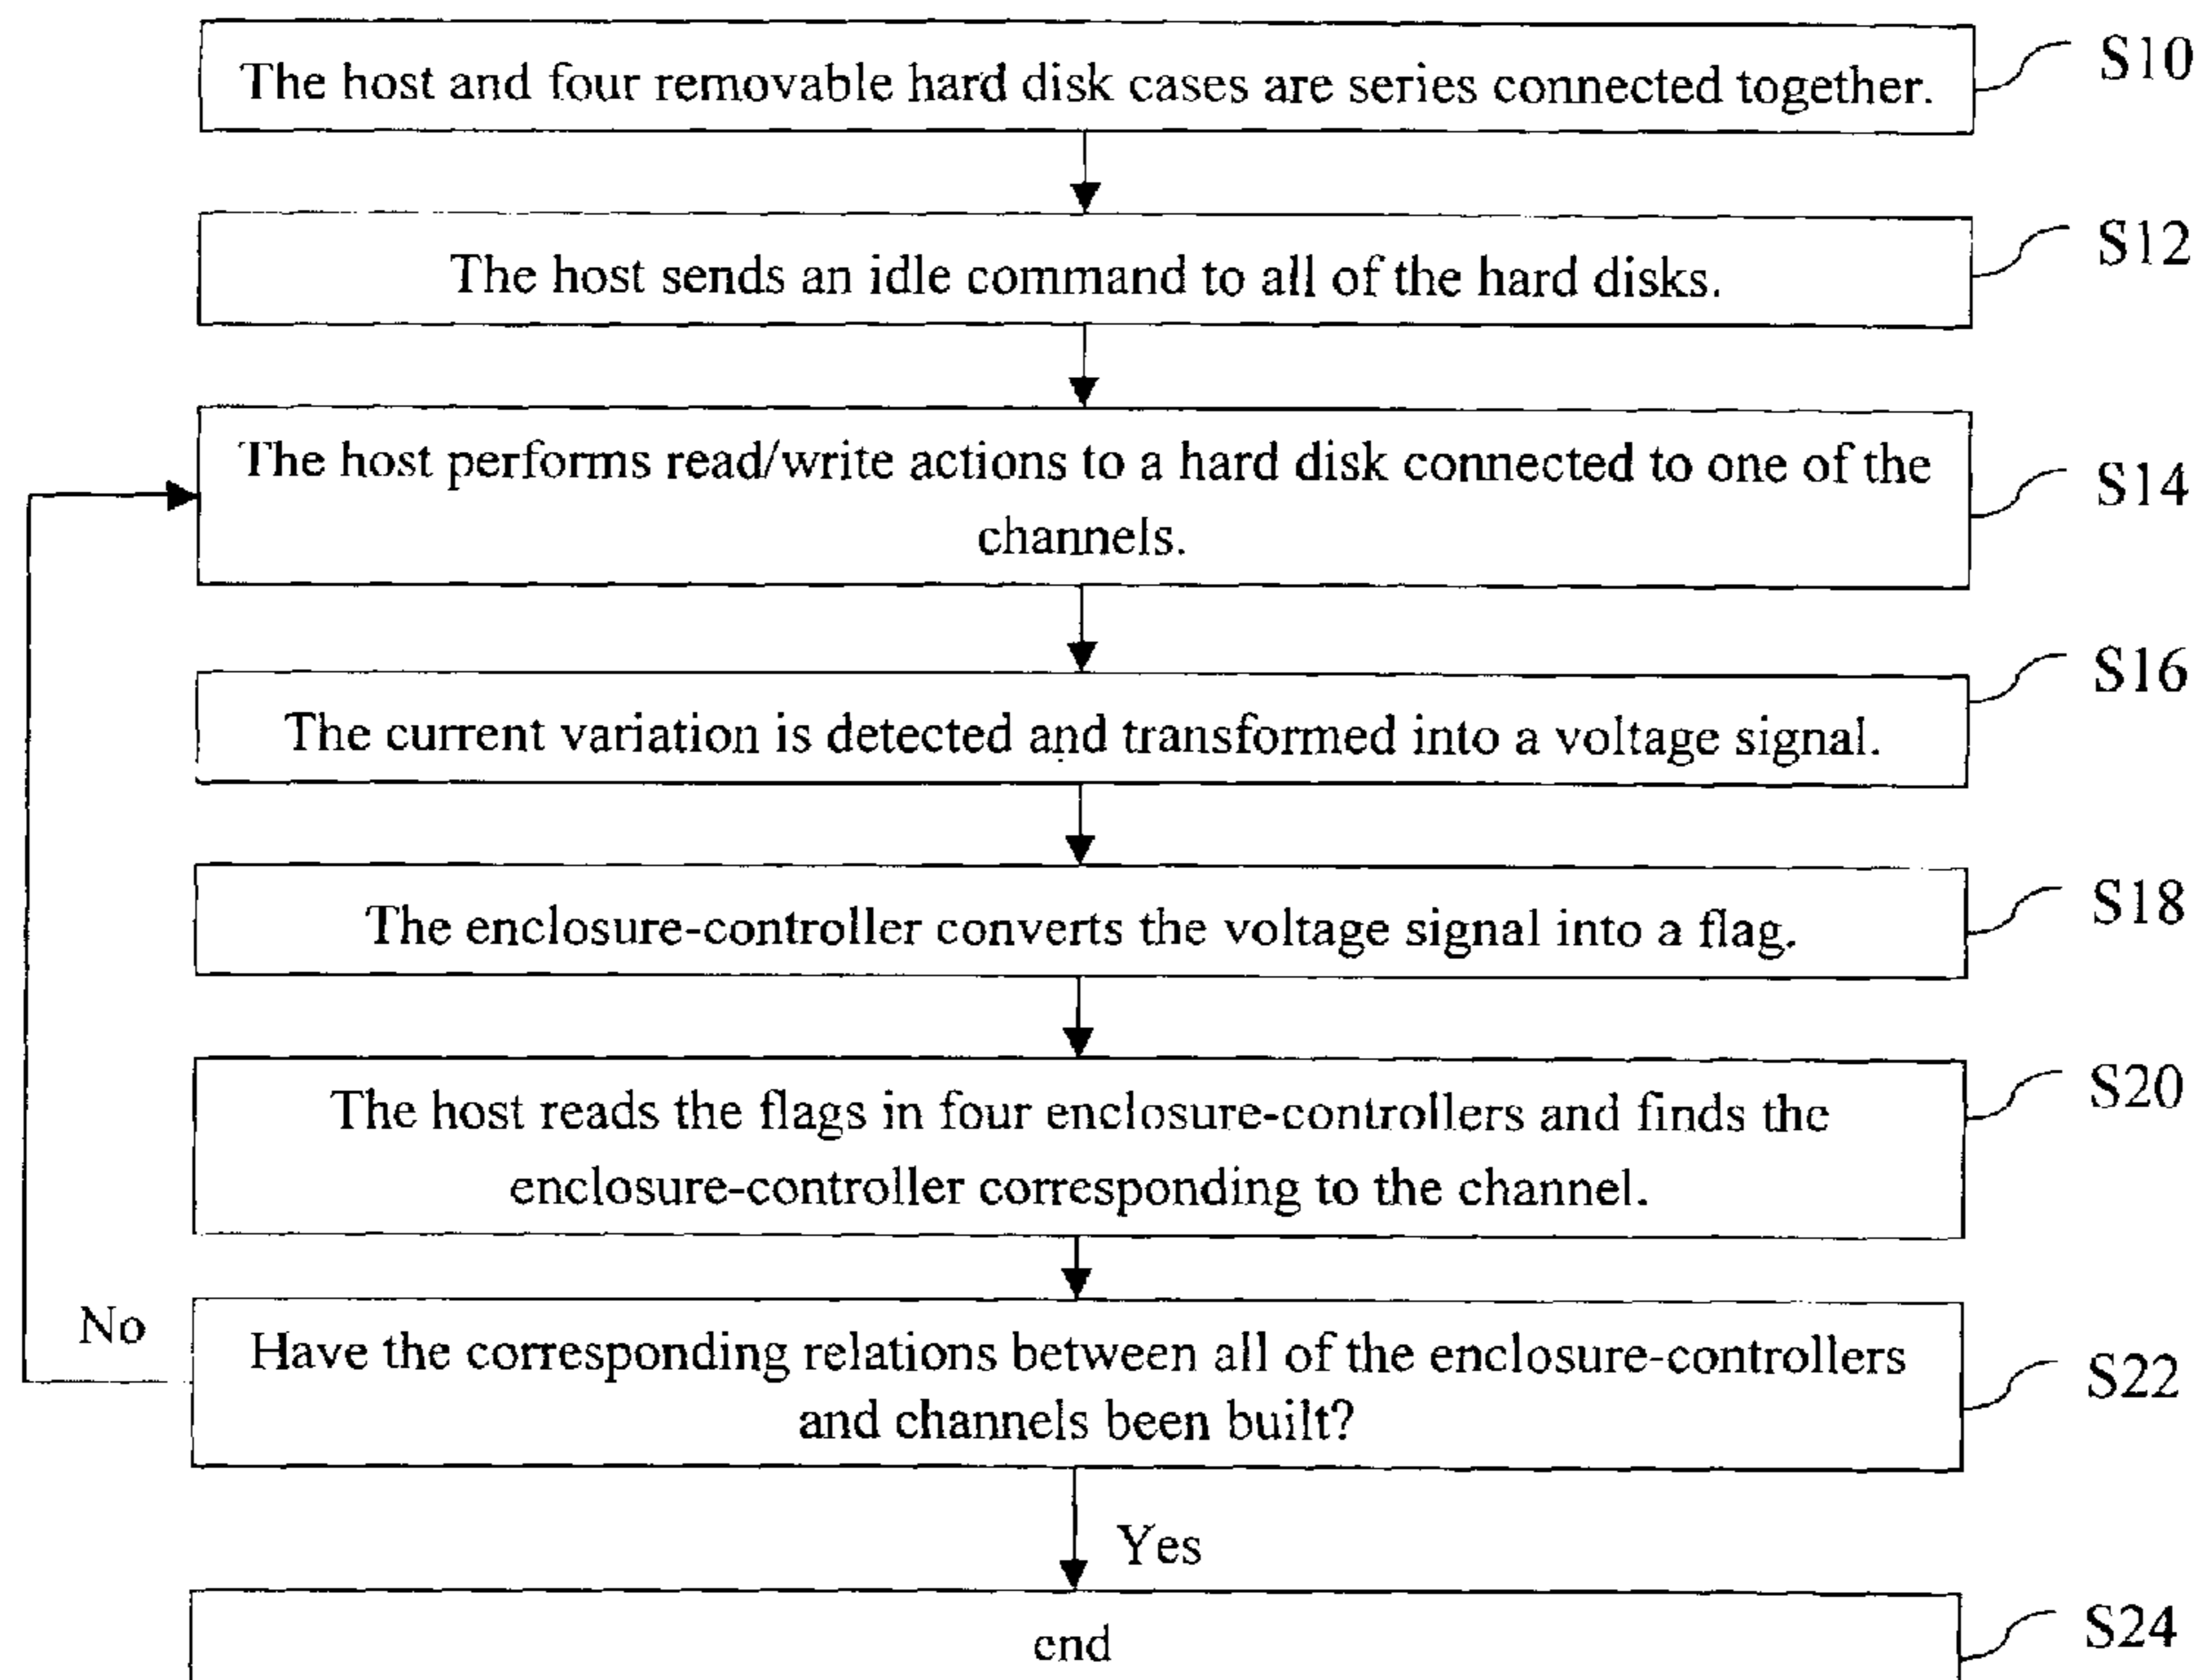 The host and four removable hard disk cases are series connected together.
S10
The host sends an idle command to all of the hard disks.
S12
The host performs read/write actions to a hard disk connected to one of the
channels.
S14
The current variation is detected and transformed into a voltage signal.
S16
The enclosure-controller converts the voltage signal into a flag.
S18
The host reads the flags in four enclosure-controllers and finds the
enclosure-controller corresponding to the channel.
S20
No
Have the corresponding relations between all of the enclosure-controllers
and channels been built?
S22
Yes
end
S24